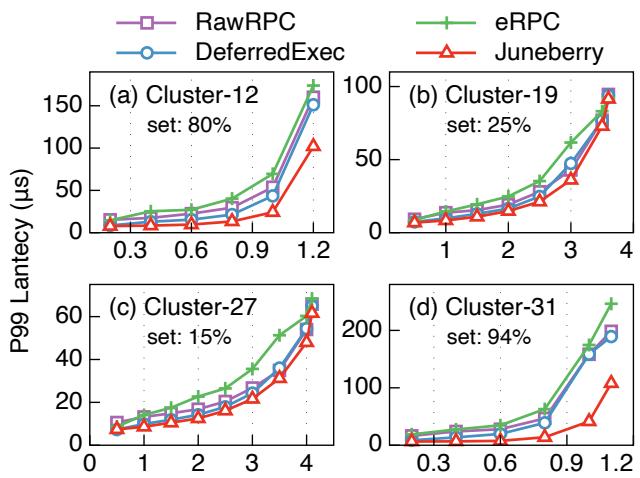 RawRPC eRPC
DeferredExec Juneberry
P99 Lantecy (µs)
(a) Cluster-12
set: 80%
150
100
50
0
0.3 0.6 0.9 1.2
(b) Cluster-19
set: 25%
100
50
0
1 2 3 4
(c) Cluster-27
set: 15%
60
40
20
0
0 1 2 3 4
(d) Cluster-31
set: 94%
200
100
0
0.3 0.6 0.9 1.2